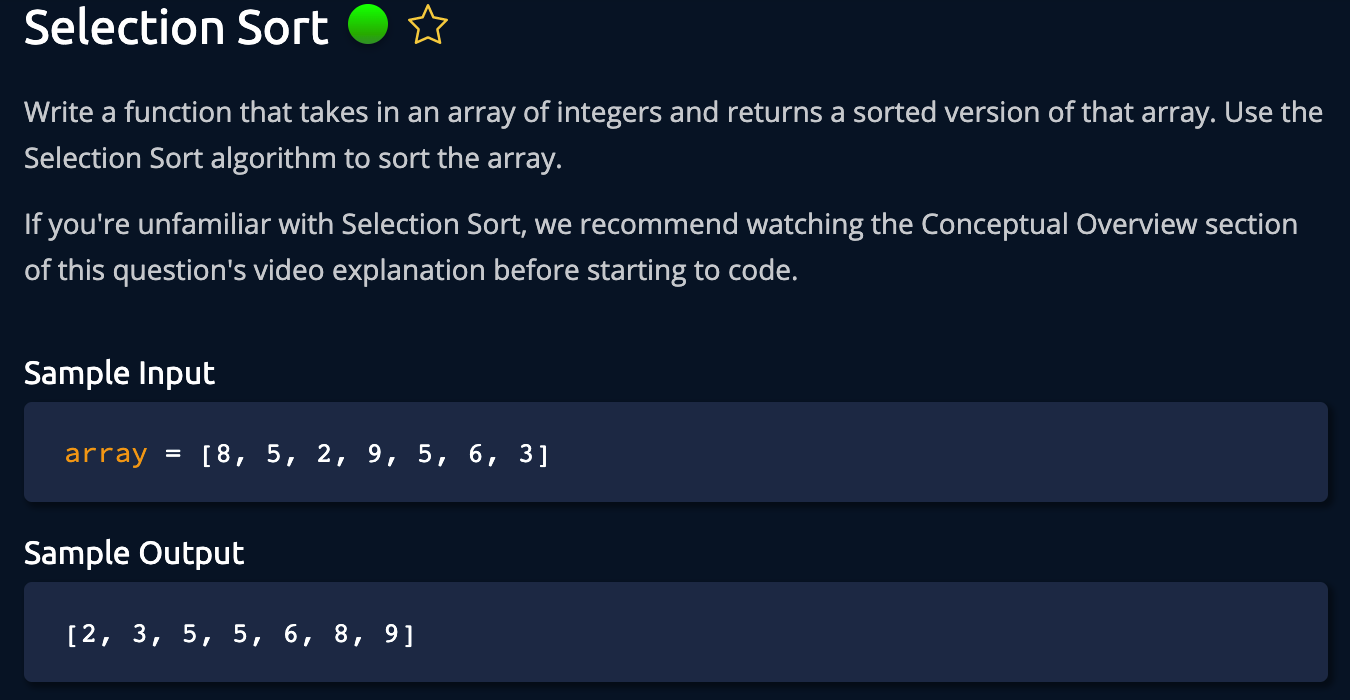 Selection Sort
Write a function that takes in an array of integers and returns a sorted version of that array. Use the
Selection Sort algorithm to sort the array.
If you're unfamiliar with Selection Sort, we recommend watching the Conceptual Overview section
of this question's video explanation before starting to code.
Sample Input
array = [8, 5, 2, 9, 5, 6, 3]
Sample Output
[2, 3, 5, 5, 6, 8, 9]